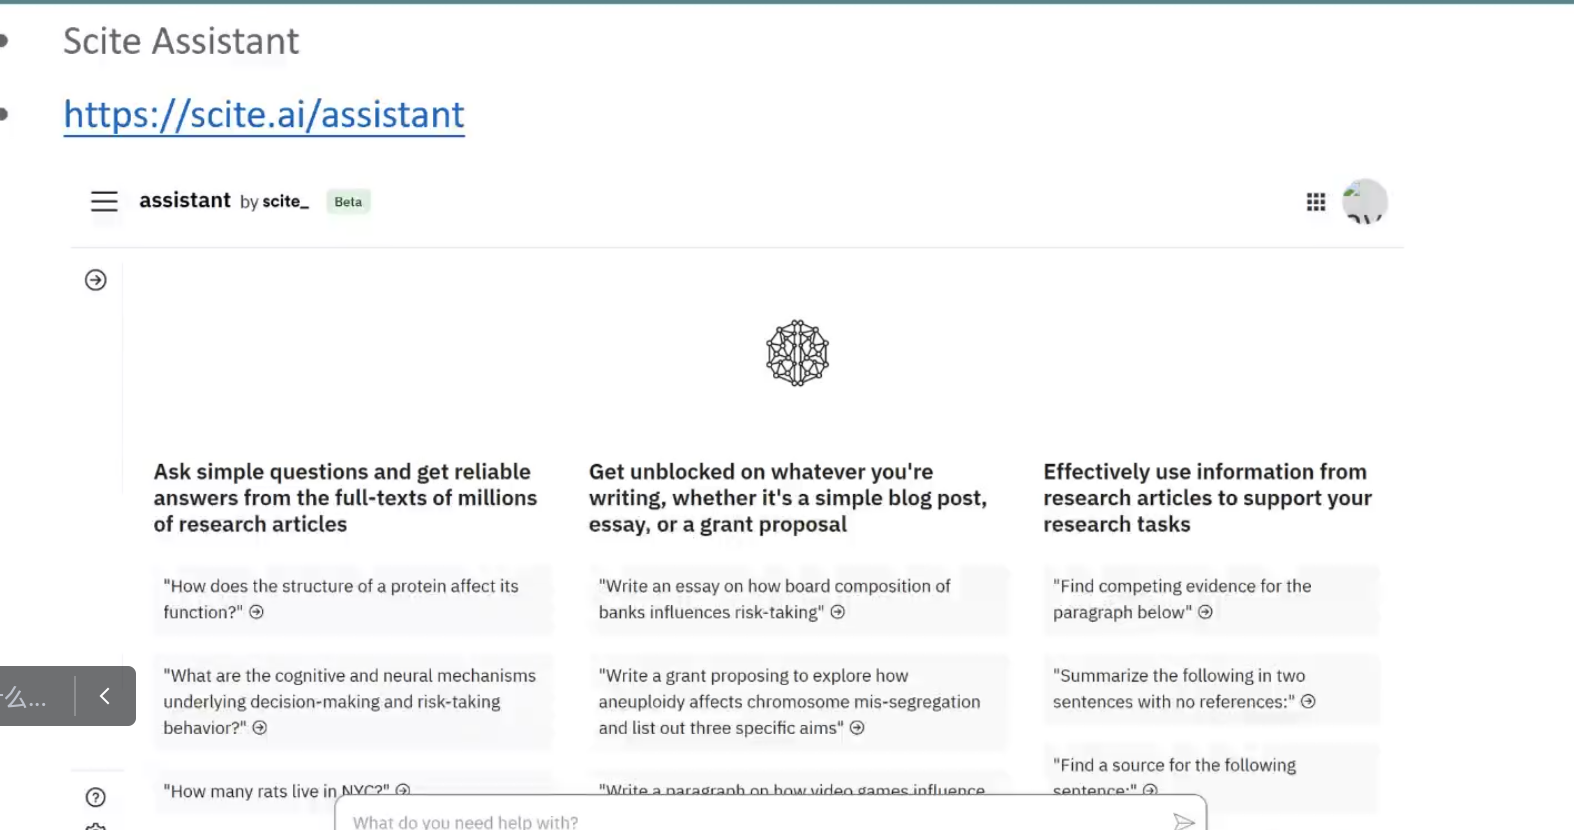 Scite Assistant
https://scite.ai/assistant
assistant by scite_ Beta
Ask simple questions and get reliable
answers from the full-texts of millions
of research articles
"How does the structure of a protein affect its
function?"
"What are the cognitive and neural mechanisms
underlying decision-making and risk-taking
behavior?"
"How many rats live in NYC?"
Get unblocked on whatever you're
writing, whether it's a simple blog post,
essay, or a grant proposal
"Write an essay on how board composition of
banks influences risk-taking"
"Write a grant proposing to explore how
aneuploidy affects chromosome mis-segregation
and list out three specific aims"
"Write a paragraph on how video games influence
Effectively use information from
research articles to support your
research tasks
"Find competing evidence for the
paragraph below"
"Summarize the following in two
sentences with no references:"
"Find a source for the following
sentence:"
么...
What do you need help with?